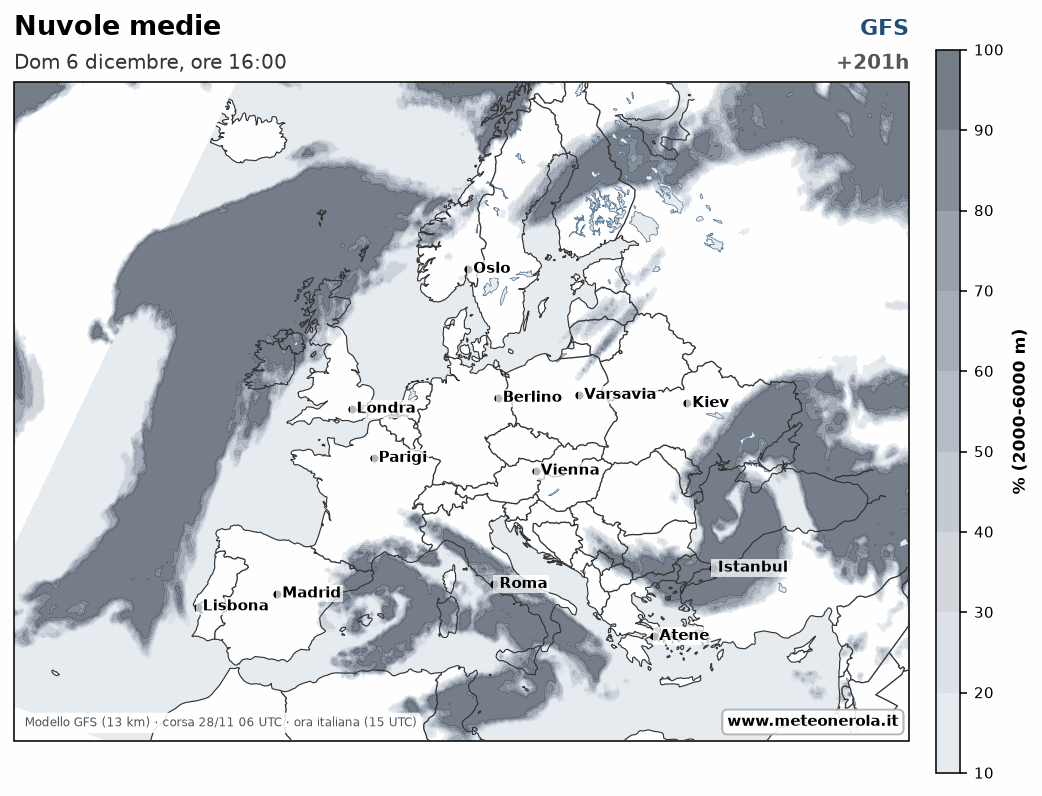 Nuvole medie
GFS
Dom 6 dicembre, ore 16:00
+201h
100
90
80
70
60
50
40
30
20
10
% (2000-6000 m)
Oslo
Londra
Berlino
Varsavia
Kiev
Parigi
Vienna
Istanbul
Madrid
Roma
Lisbona
Atene
Modello GFS (13 km) · corsa 28/11 06 UTC · ora italiana (15 UTC)
www.meteonerola.it